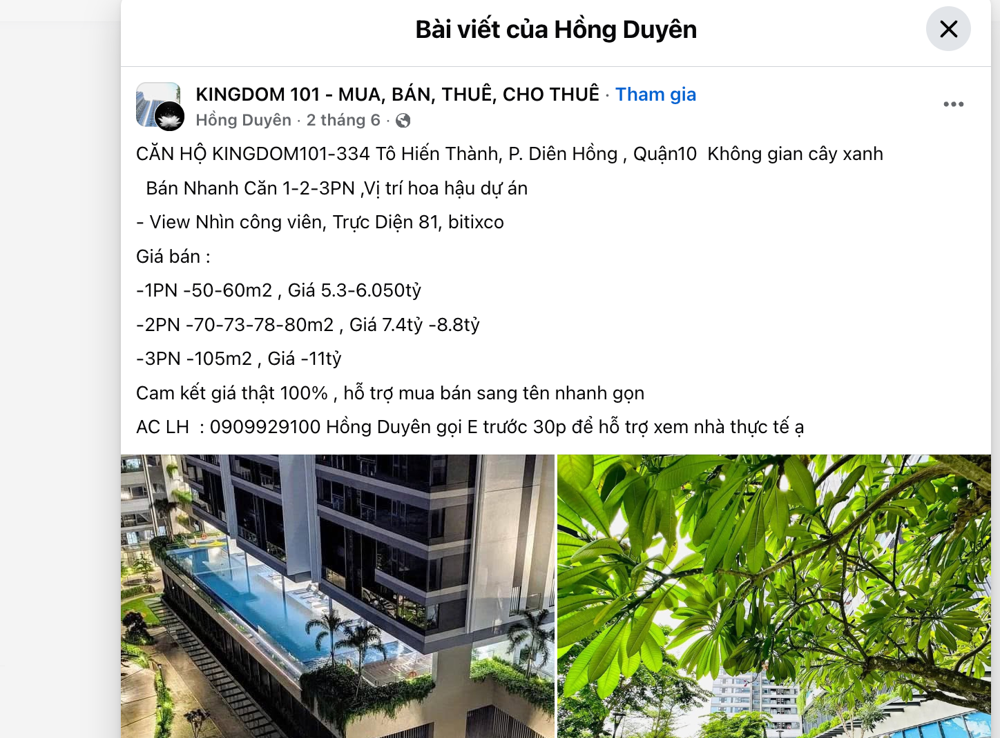 Bài viết của Hồng Duyên
KINGDOM 101 - MUA, BÁN, THUÊ, CHO THUÊ · Tham gia
Hồng Duyên · 2 tháng 6 ·
CĂN HỘ KINGDOM101-334 Tô Hiến Thành, P. Diên Hồng , Quận10  Không gian cây xanh
Bán Nhanh Căn 1-2-3PN ,Vị trí hoa hậu dự án
- View Nhìn công viên, Trực Diện 81, bitixco
Giá bán :
-1PN -50-60m2 , Giá 5.3-6.050tỷ
-2PN -70-73-78-80m2 , Giá 7.4tỷ -8.8tỷ
-3PN -105m2 , Giá -11tỷ
Cam kết giá thật 100% , hỗ trợ mua bán sang tên nhanh gọn
AC LH  : 0909929100 Hồng Duyên gọi E trước 30p để hỗ trợ xem nhà thực tế ạ